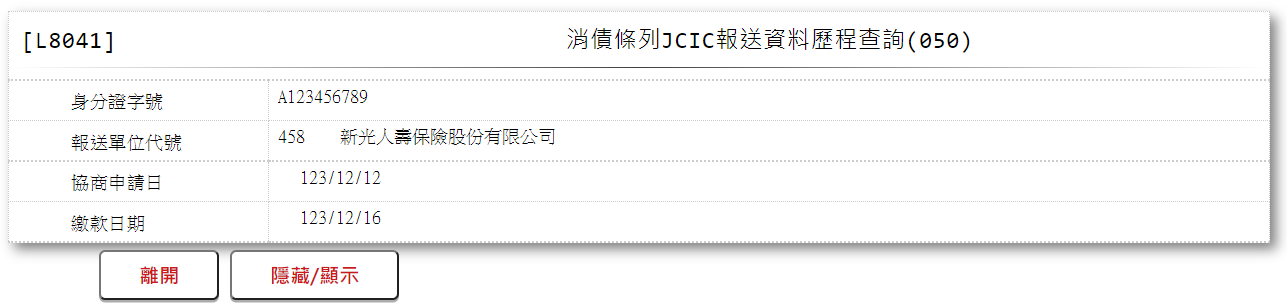 [L8041] 消債條列JCIC報送資料歷程查詢(050)
身分證字號 A123456789
報送單位代號 458 新光人壽保險股份有限公司
協商申請日 123/12/12
繳款日期 123/12/16
離開 隱藏/顯示